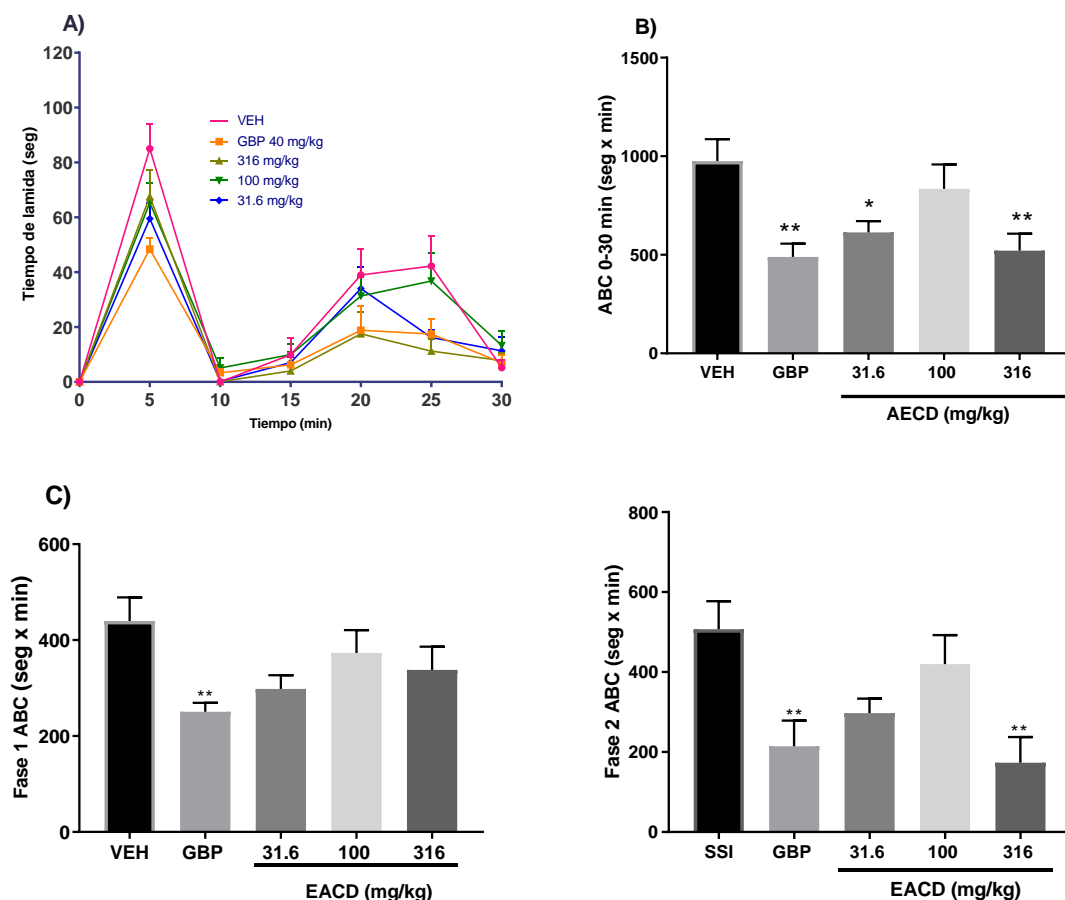 A)
Tiempo de lamida (seg)
120
100
80
60
40
20
0
0 5 10 15 20 25 30
Tiempo (min)
VEH
GBP 40 mg/kg
316 mg/kg
100 mg/kg
31.6 mg/kg
B)
ABC 0-30 min (seg x min)
1500
1000
500
0
** * **
VEH GBP 31.6 100 316
AECD (mg/kg)
C)
Fase 1 ABC (seg x min)
600
400
200
0
**
VEH GBP 31.6 100 316
EACD (mg/kg)
Fase 2 ABC (seg x min)
800
600
400
200
0
** **
SSI GBP 31.6 100 316
EACD (mg/kg)